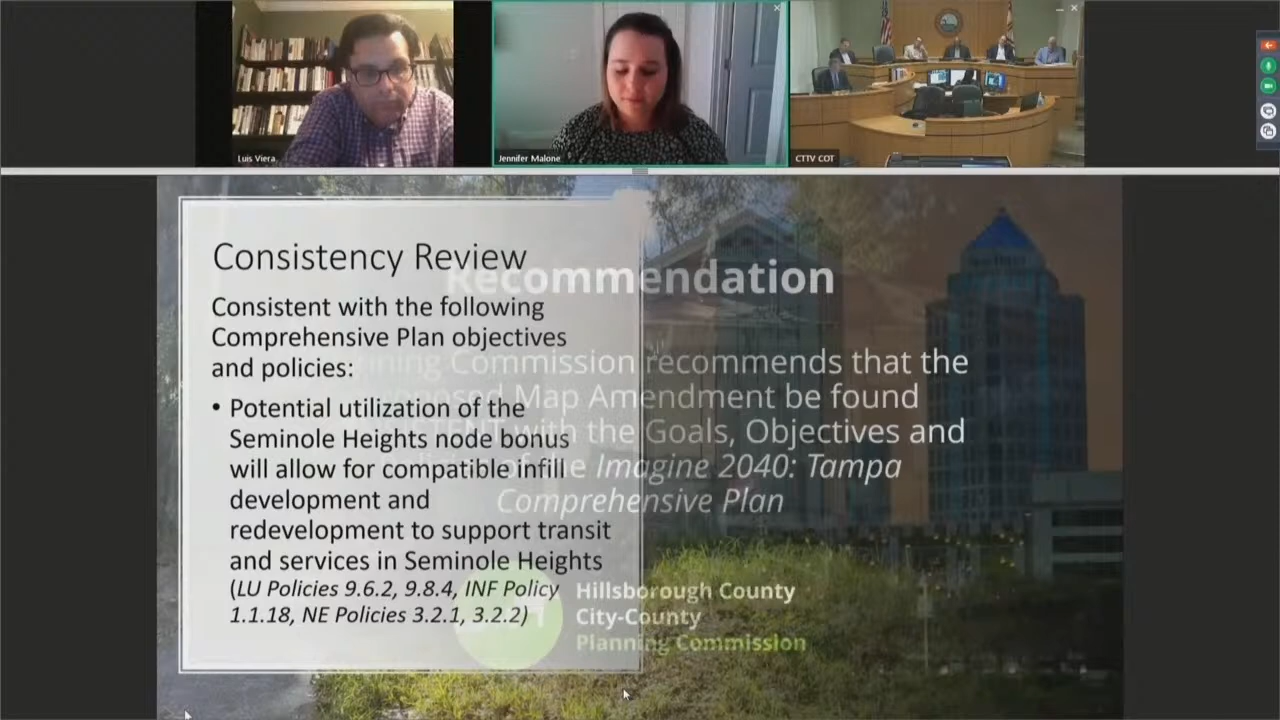 Luis Viera
Jennifer Malone
CTTV COT
Consistency Review
Consistent with the following
Comprehensive Plan objectives
and policies:
• Potential utilization of the
Seminole Heights node bonus
will allow for compatible infill
development and
redevelopment to support transit
and services in Seminole Heights
(LU Policies 9.6.2, 9.8.4, INF Policy
1.1.18, NE Policies 3.2.1, 3.2.2)
Recommendation
Commission recommends that the
Map Amendment be found
with the Goals, Objectives and
of the Imagine 2040: Tampa
Comprehensive Plan
Hillsborough County
City-County
Planning Commission